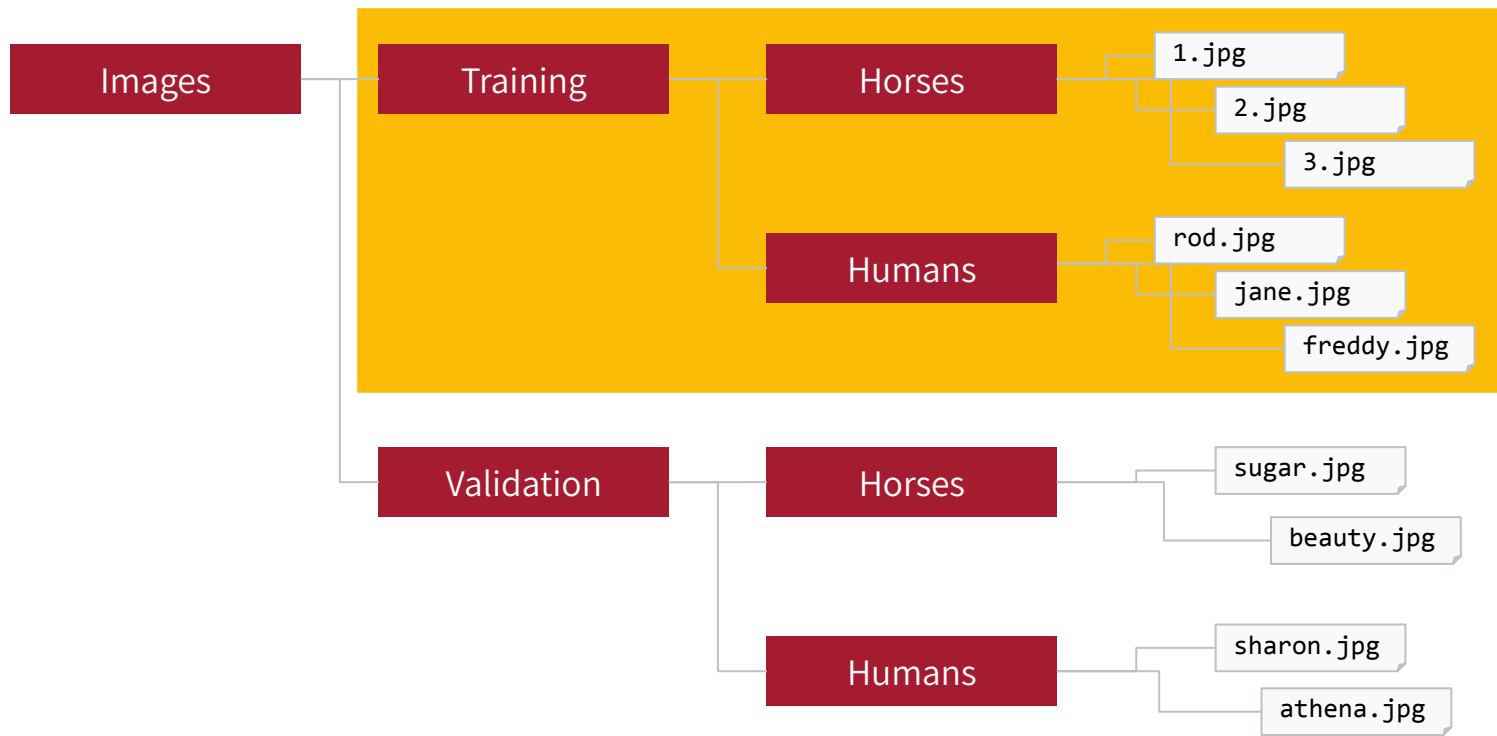 Images
Training
Horses
1.jpg
2.jpg
3.jpg
Humans
rod.jpg
jane.jpg
freddy.jpg
Validation
Horses
sugar.jpg
beauty.jpg
Humans
sharon.jpg
athena.jpg